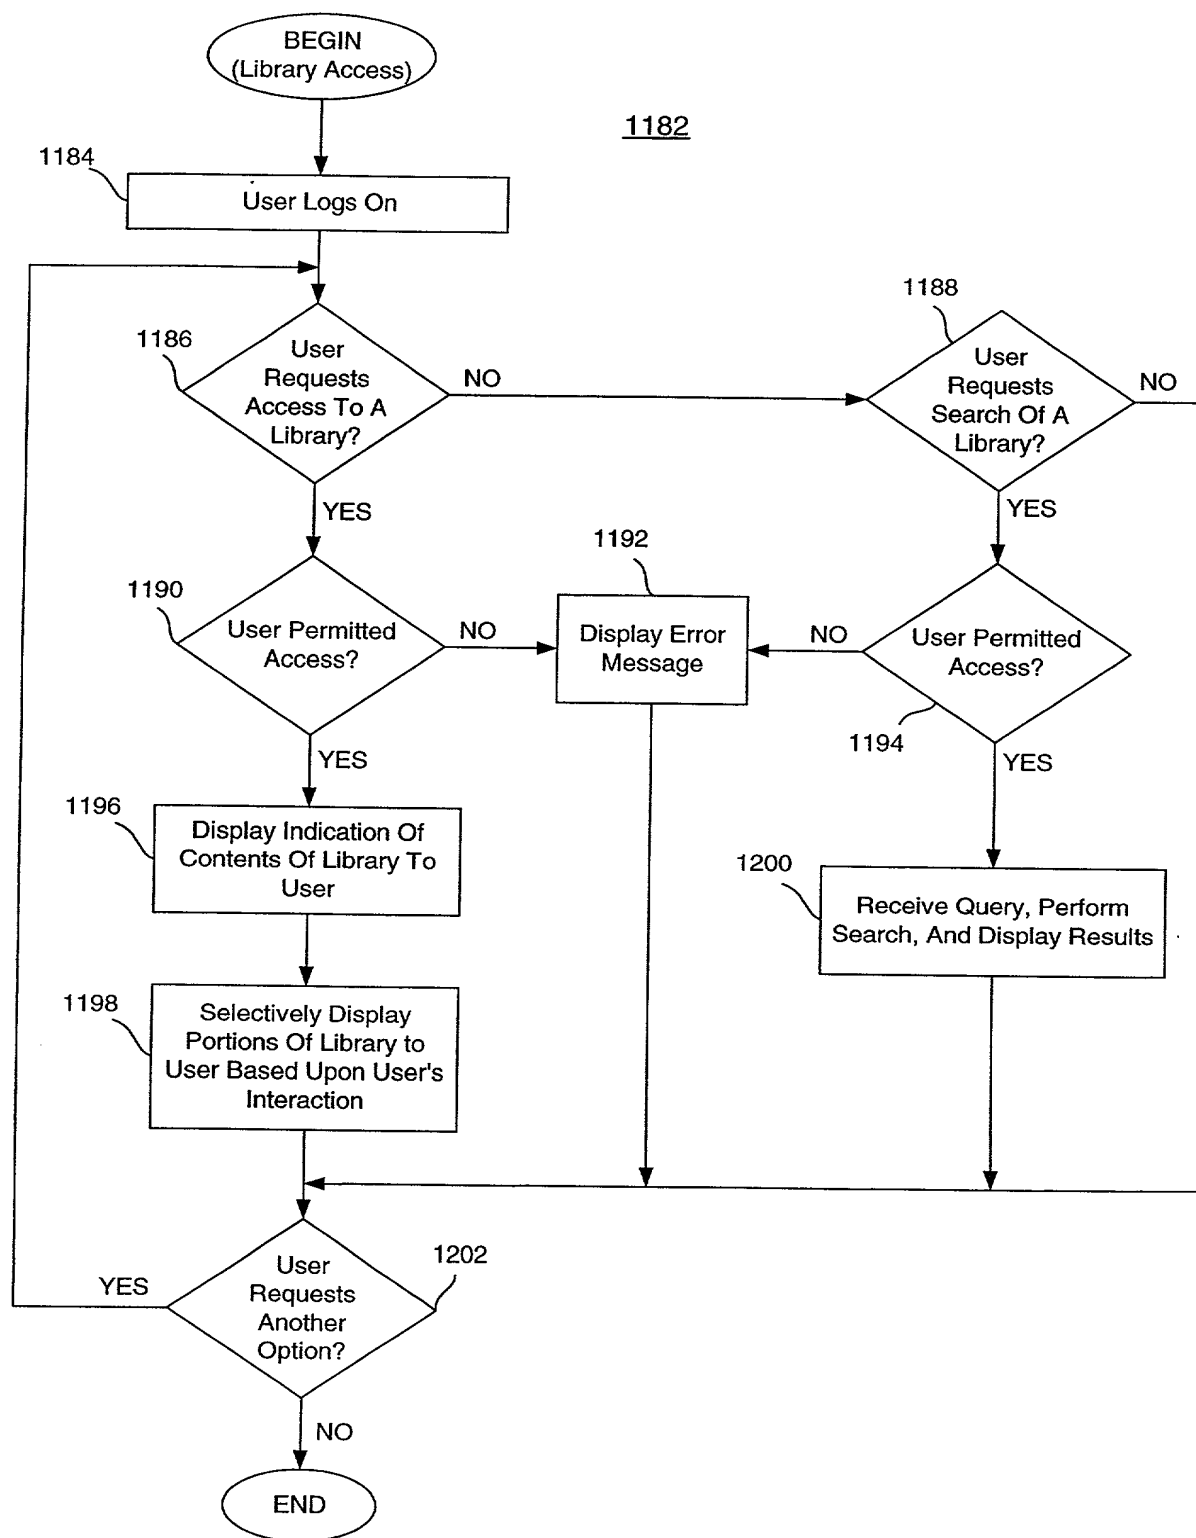 BEGIN
(Library Access)
1182
1184
User Logs On
1186
User
Requests
Access To A
Library?
NO
YES
1188
User
Requests
Search Of A
Library?
NO
YES
1190
User Permitted
Access?
NO
YES
1192
Display Error
Message
NO
User Permitted
Access?
1194
YES
1196
Display Indication Of
Contents Of Library To
User
1200
Receive Query, Perform
Search, And Display Results
1198
Selectively Display
Portions Of Library to
User Based Upon User's
Interaction
1202
User
Requests
Another
Option?
YES
NO
END